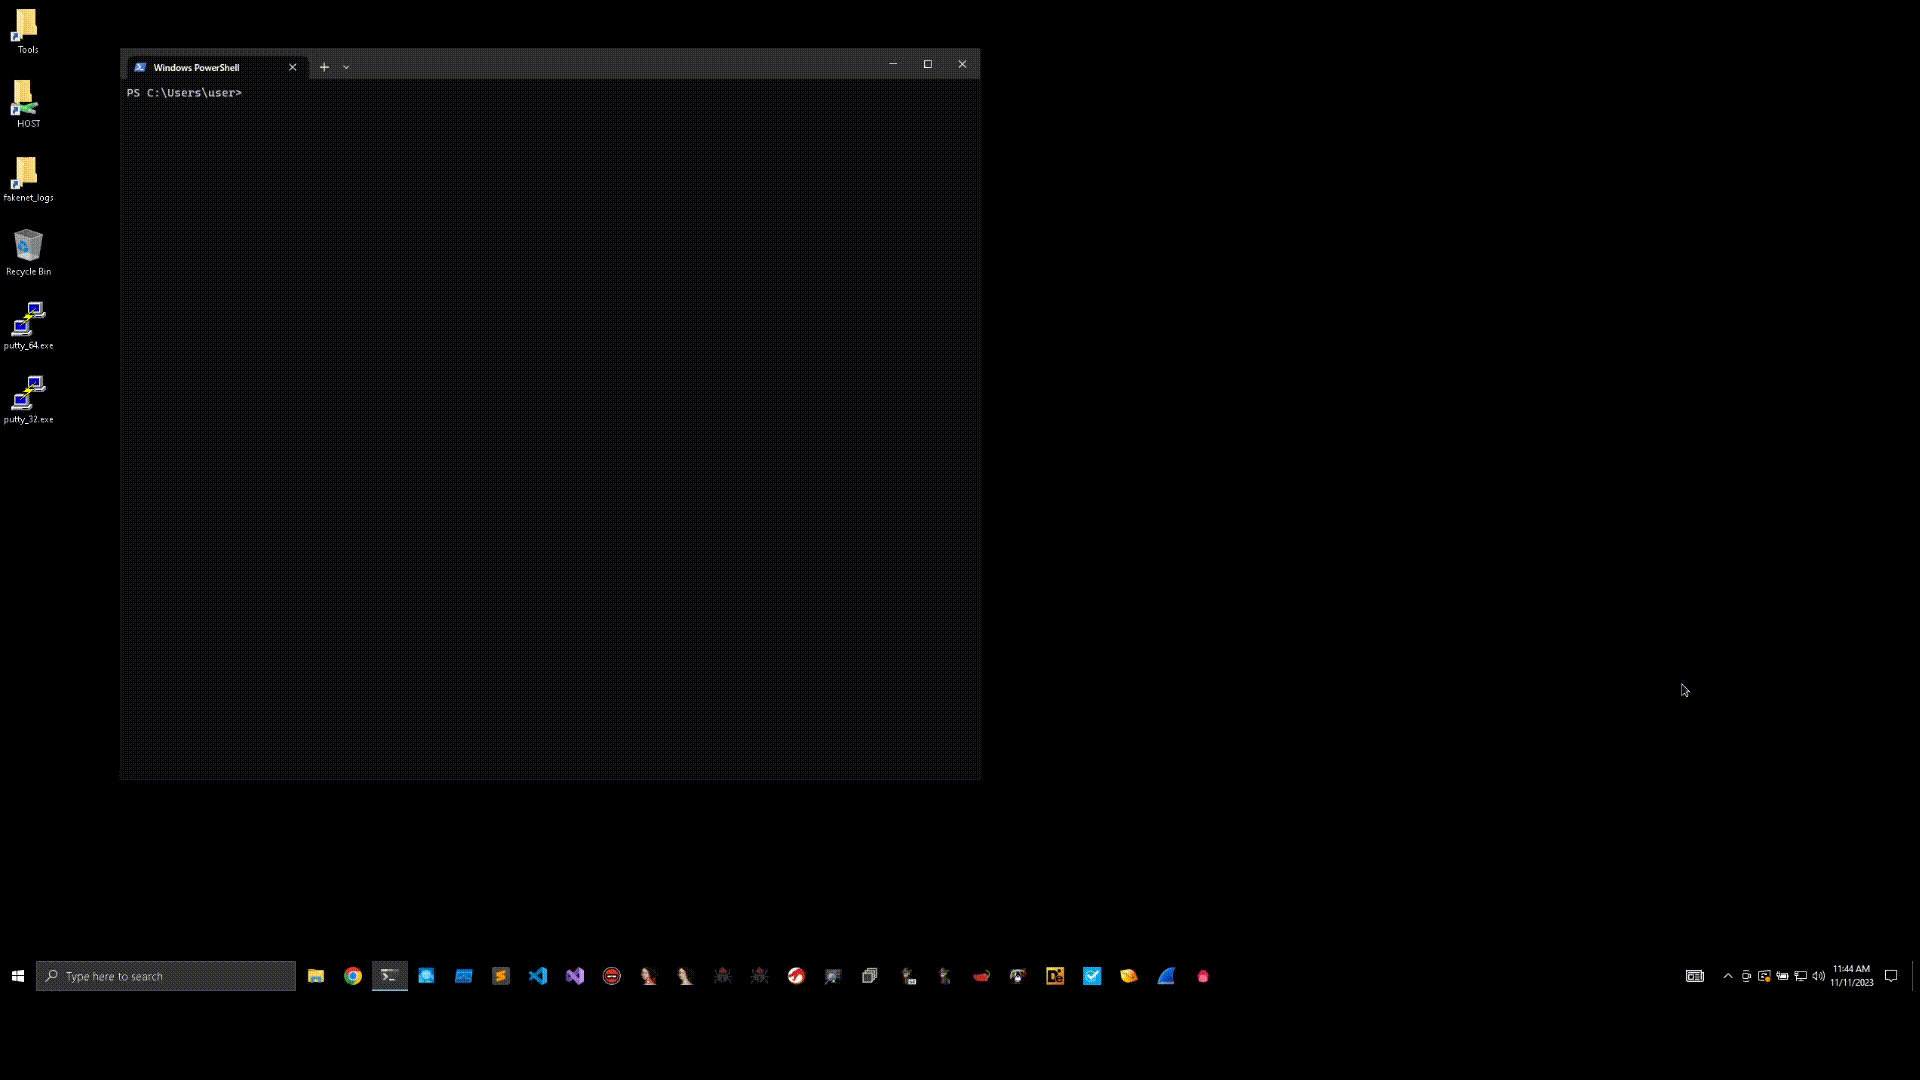 Tools
HOST
fakenet_logs
Recycle Bin
putty_64.exe
putty_32.exe
Windows PowerShell
PS C:\Users\user>
Type here to search
11:44 AM
11/11/2023